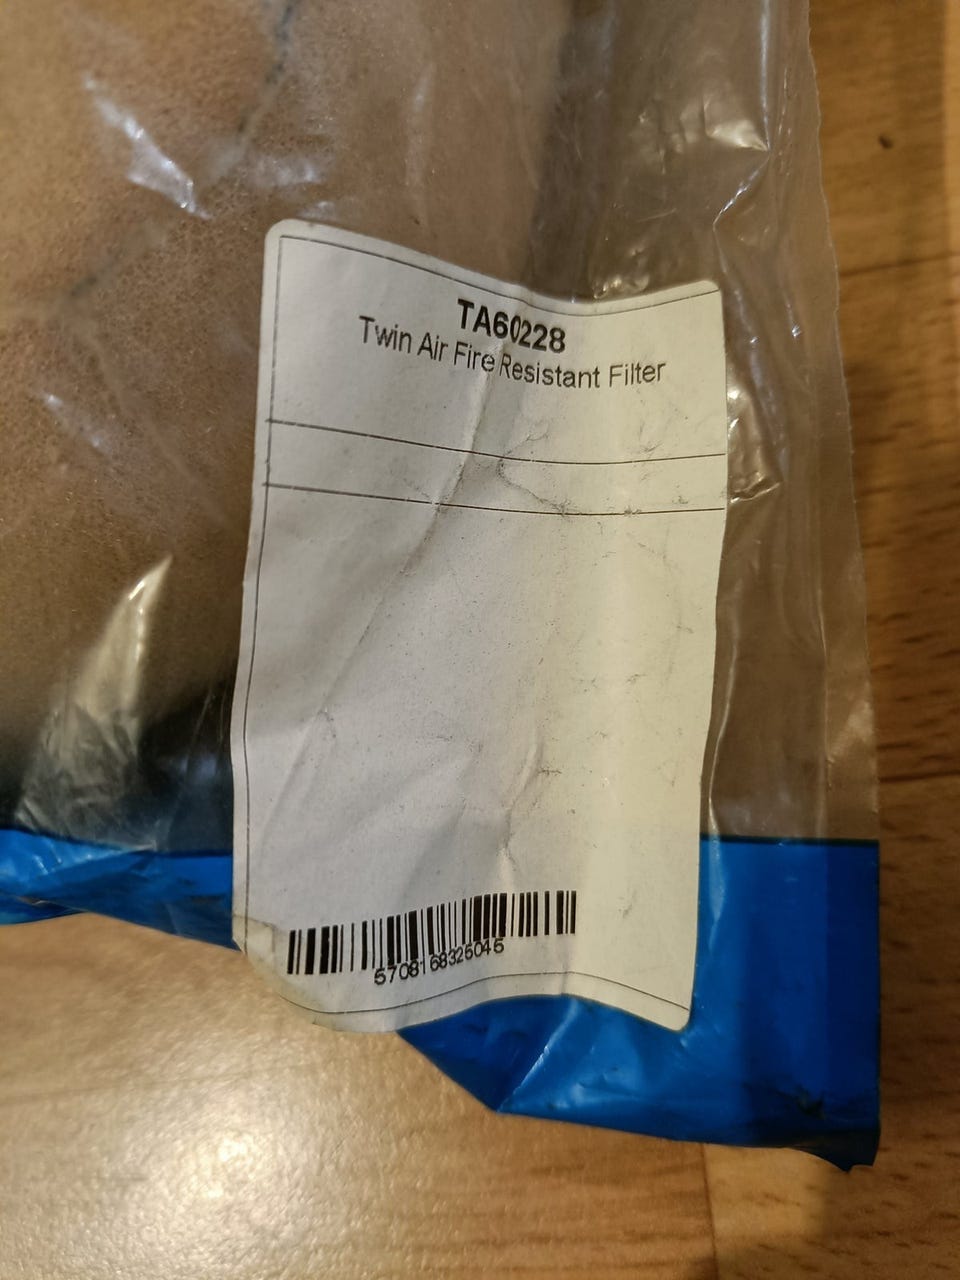 TA60228
Twin Air Fire Resistant Filter
5708168325045